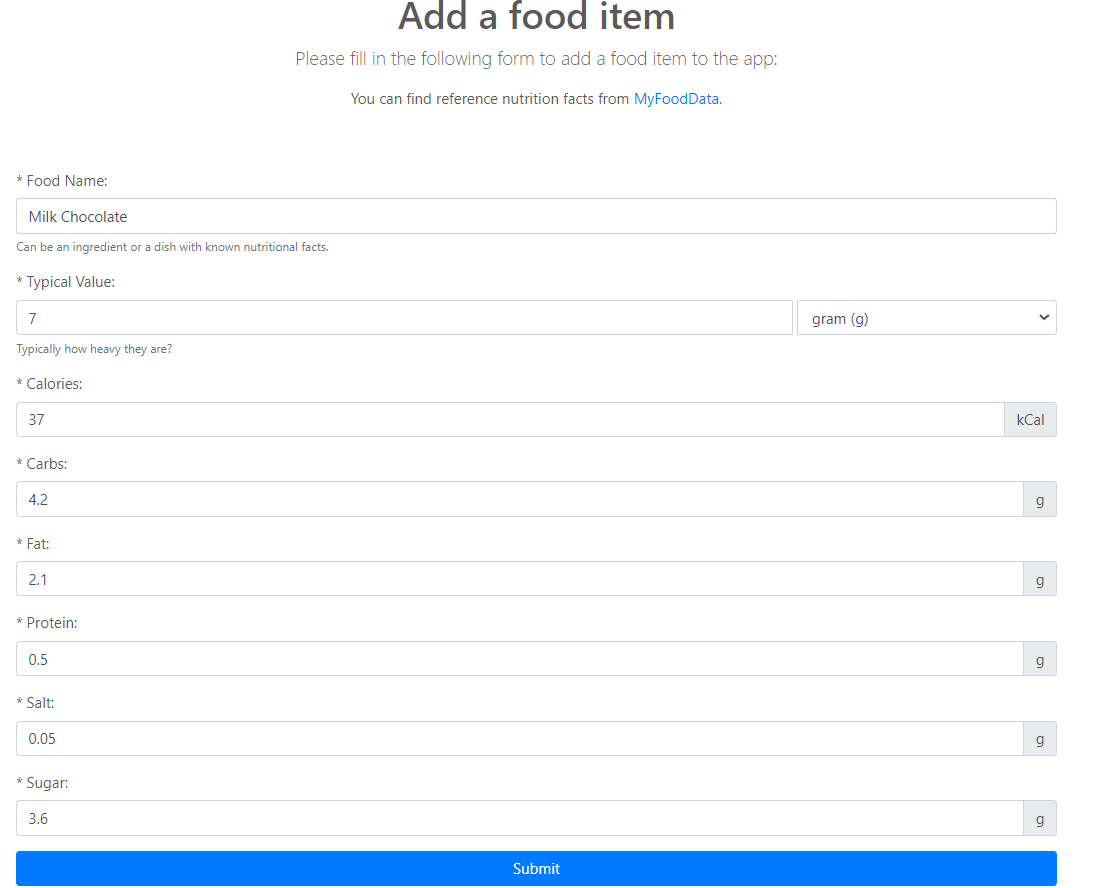 Add a food item
Please fill in the following form to add a food item to the app:
You can find reference nutrition facts from MyFoodData.
* Food Name:
Milk Chocolate
Can be an ingredient or a dish with known nutritional facts.
* Typical Value:
7 gram (g)
Typically how heavy they are?
* Calories:
37 kCal
* Carbs:
4.2 g
* Fat:
2.1 g
* Protein:
0.5 g
* Salt:
0.05 g
* Sugar:
3.6 g
Submit